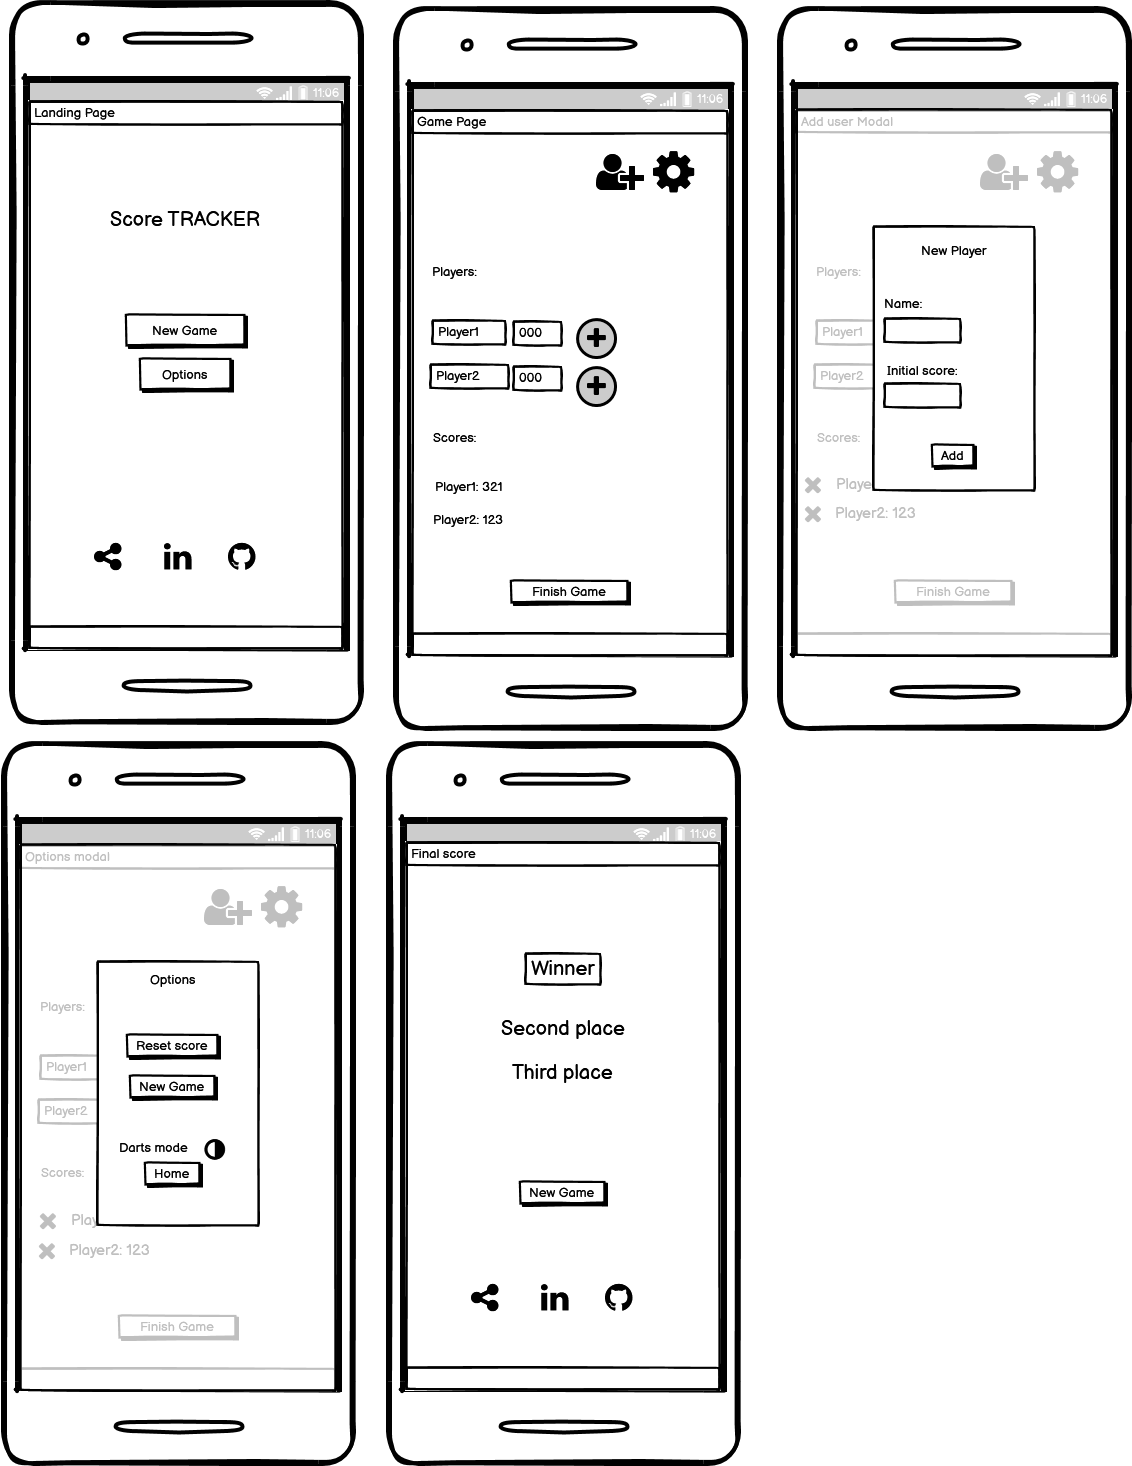 11:06
Landing Page
Score TRACKER
New Game
Options
in
11:06
Game Page
Players:
Player1 000
Player2 000
Scores:
Player1: 321
Player2: 123
Finish Game
11:06
Add user Modal
New Player
Players:
Name:
Player1
Initial score:
Player2
Scores:
Add
Playe
Player2: 123
Finish Game
11:06
Options modal
Options
Players:
Reset score
Player1
New Game
Player2
Darts mode
Scores:
Home
Play
Player2: 123
Finish Game
11:06
Final score
Winner
Second place
Third place
New Game
in